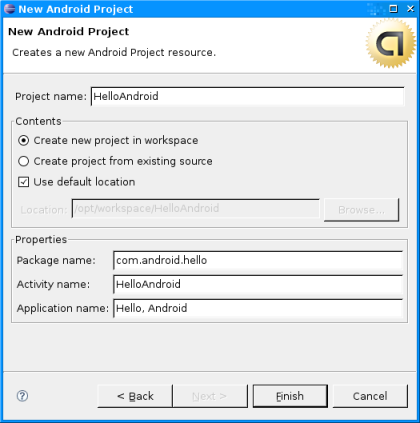 New Android Project
New Android Project
Creates a new Android Project resource.
Project name: HelloAndroid
Contents
Create new project in workspace
Create project from existing source
Use default location
Location: /opt/workspace/HelloAndroid Browse...
Properties
Package name: com.android.hello
Activity name: HelloAndroid
Application name: Hello, Android
? < Back Next > Finish Cancel